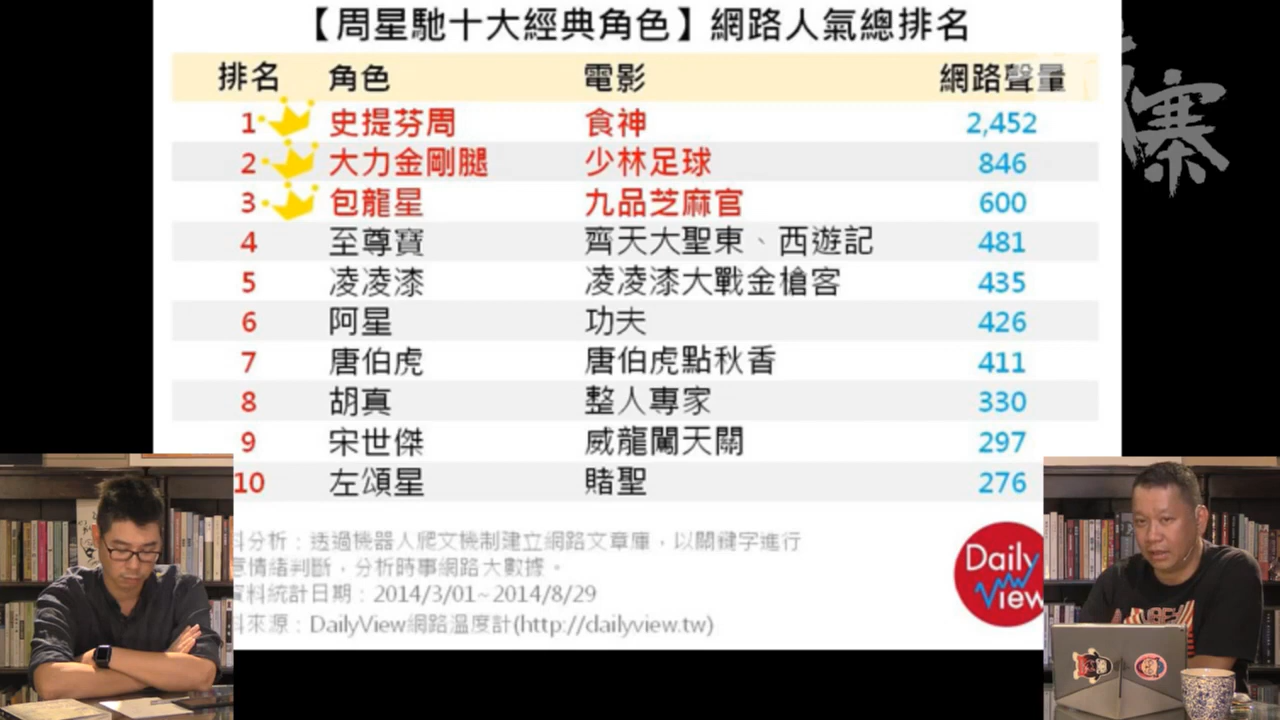 【周星馳十大經典角色】網路人氣總排名
排名 角色 電影 網路聲量
1 史提芬周 食神 2,452
2 大力金剛腿 少林足球 846
3 包龍星 九品芝麻官 600
4 至尊寶 齊天大聖東、西遊記 481
5 凌凌漆 凌凌漆大戰金槍客 435
6 阿星 功夫 426
7 唐伯虎 唐伯虎點秋香 411
8 胡真 整人專家 330
9 宋世傑 威龍闖天關 297
10 左頌星 賭聖 276
料分析：透過機器人爬文機制建立網路文章庫，以關鍵字進行
意情緒判斷，分析時事網路大數據。
資料統計日期：2014/3/01~2014/8/29
料來源：DailyView網路溫度計(http://dailyview.tw)
Daily
View
寨